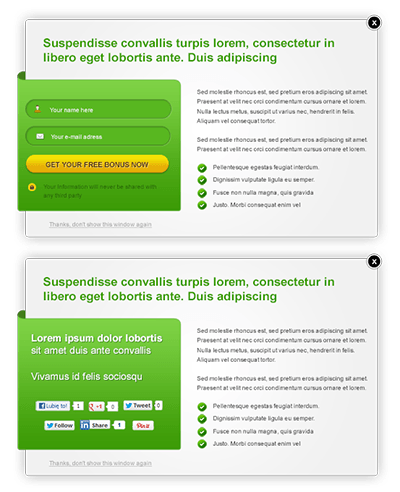 x
Suspendisse convallis turpis lorem, consectetur in
libero eget lobortis ante. Duis adipiscing
Your name here
Your e-mail adress
GET YOUR FREE BONUS NOW
Your Information will never be shared with
any third party.
Thanks, don't show this window again
Sed molestie rhoncus est, sed pretium eros adipiscing sit amet.
Praesent at velit nec orci condimentum cursus ornare et lorem.
Nulla lectus metus, suscipit ut varius nec, hendrerit in felis.
Aliquam vel consequat tortor.
Sed molestie rhoncus est, sed pretium eros adipiscing sit amet.
Praesent at velit nec orci condimentum cursus ornare et lorem.
Pellentesque egestas feugiat interdum.
Dignissim vulputate ligula eu semper.
Fusce non nulla magna, quis gravida
Justo. Morbi consequat enim vel
x
Suspendisse convallis turpis lorem, consectetur in
libero eget lobortis ante. Duis adipiscing
Lorem ipsum dolor lobortis
sit amet duis ante convallis
Vivamus id felis sociosqu
Lubię to! 1 +1 0 Tweet 0
Follow Share 1 Pin it
Thanks, don't show this window again
Sed molestie rhoncus est, sed pretium eros adipiscing sit amet.
Praesent at velit nec orci condimentum cursus ornare et lorem.
Nulla lectus metus, suscipit ut varius nec, hendrerit in felis.
Aliquam vel consequat tortor.
Sed molestie rhoncus est, sed pretium eros adipiscing sit amet.
Praesent at velit nec orci condimentum cursus ornare et lorem.
Pellentesque egestas feugiat interdum.
Dignissim vulputate ligula eu semper.
Fusce non nulla magna, quis gravida
Justo. Morbi consequat enim vel